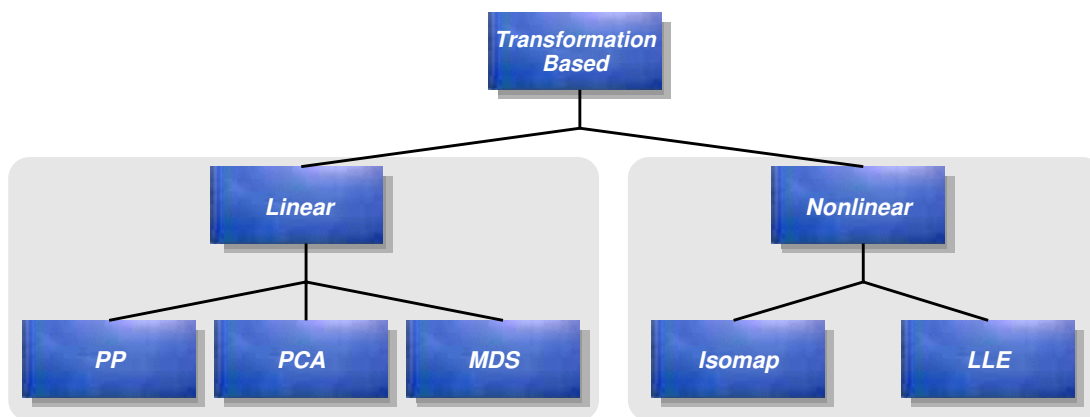 Transformation
Based
Linear
Nonlinear
PP
PCA
MDS
Isomap
LLE